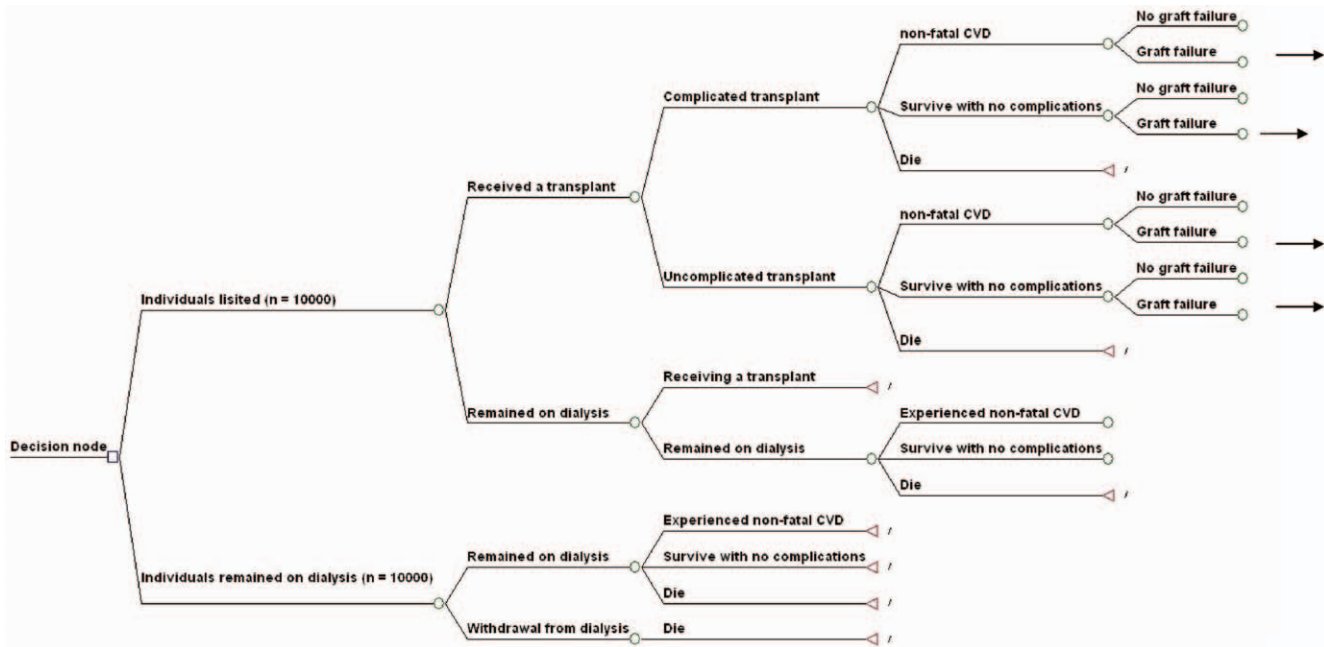 No graft failure
non-fatal CVD
Graft failure
No graft failure
Complicated transplant
Survive with no complications
Graft failure
Die
Received a transplant
No graft failure
non-fatal CVD
Graft failure
No graft failure
Uncomplicated transplant
Survive with no complications
Individuals lisited (n = 10000)
Graft failure
Die
Receiving a transplant
Remained on dialysis
Experienced non-fatal CVD
Decision node
Remained on dialysis
Survive with no complications
Die
Experienced non-fatal CVD
Remained on dialysis
Survive with no complications
Individuals remained on dialysis (n = 10000)
Die
Withdrawal from dialysis
Die